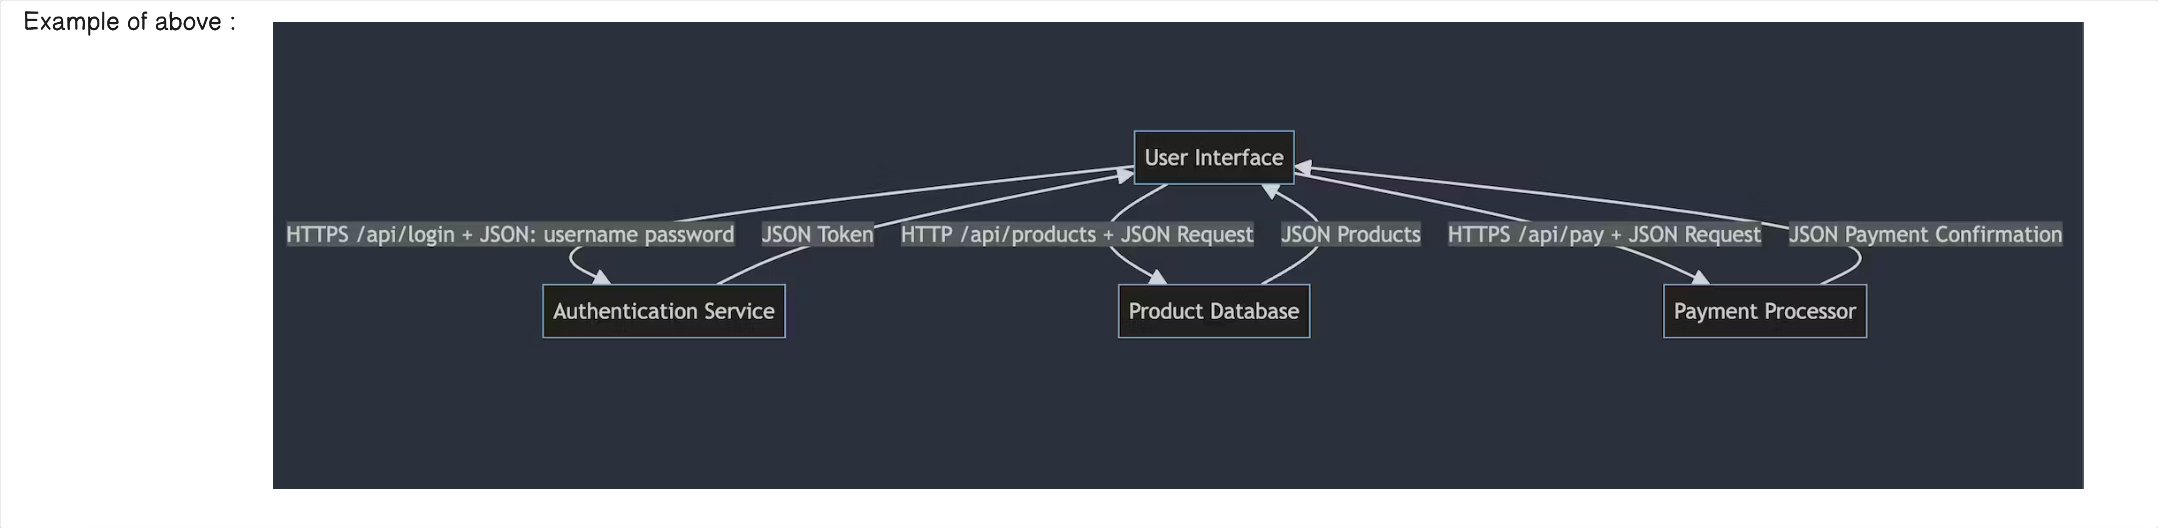 Example of above :
User Interface
HTTPS /api/login + JSON: username password
JSON Token
HTTP /api/products + JSON Request
JSON Products
HTTPS /api/pay + JSON Request
JSON Payment Confirmation
Authentication Service
Product Database
Payment Processor